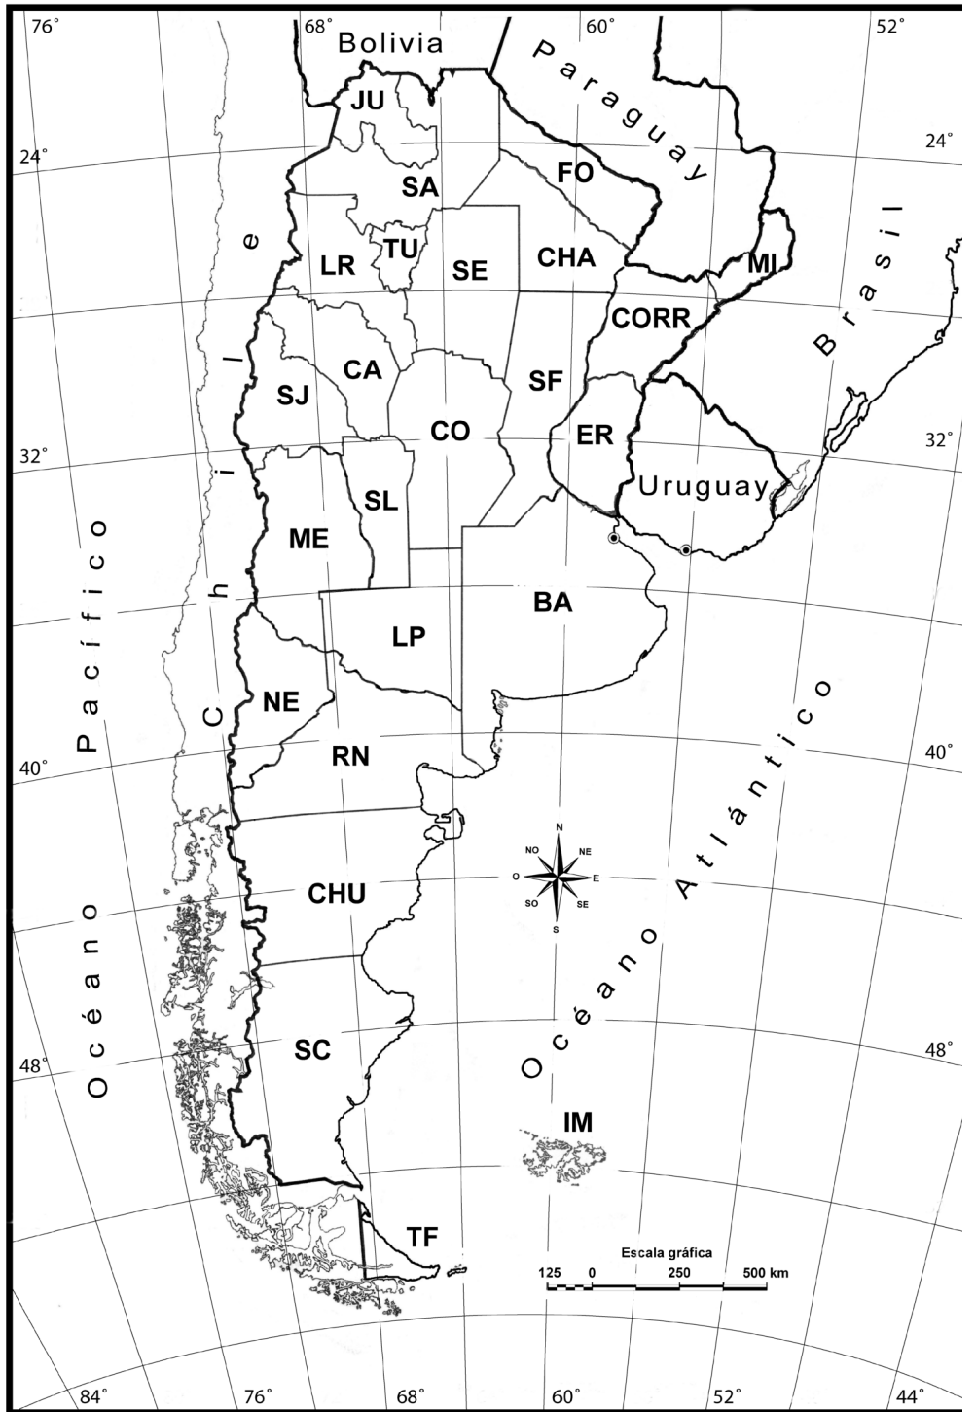 76°
68°
60°
52°
Bolivia
Paraguay
JU
24°
24°
FO
SA
TU
CHA
MI
LR
SE
CORR
Brasil
CA
SF
SJ
CO
ER
32°
32°
Uruguay
SL
ME
Chile
BA
LP
Océano Pacífico
NE
RN
40°
40°
Océano Atlántico
N
NO
NE
O
E
SO
SE
S
CHU
SC
48°
48°
IM
TF
Escala gráfica
125 0 250 500 km
84°
76°
68°
60°
52°
44°